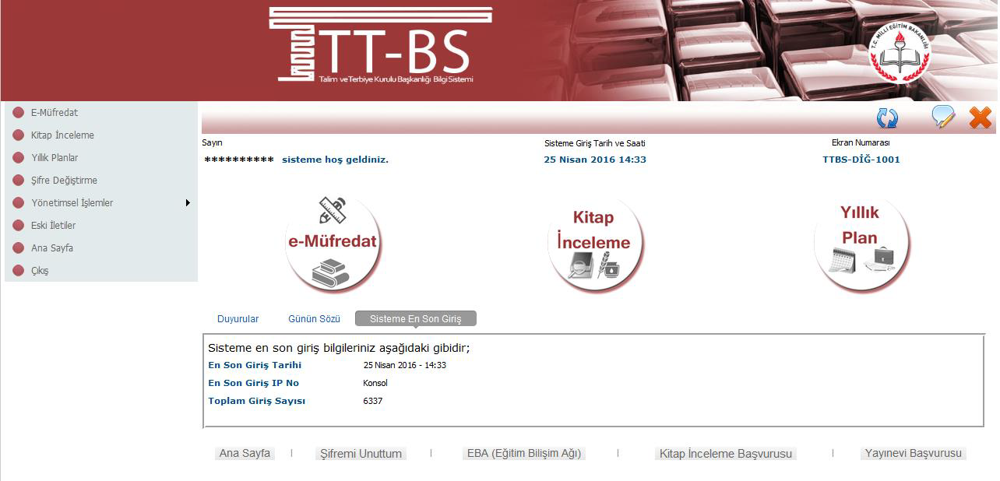 TT-BS
Talim ve Terbiye Kurulu Başkanlığı Bilgi Sistemi
T.C. MİLLİ EĞİTİM BAKANLIĞI
E-Müfredat
Kitap İnceleme
Yıllık Planlar
Şifre Değiştirme
Yönetimsel İşlemler
Eski İletiler
Ana Sayfa
Çıkış
Sayın
Sisteme Giriş Tarih ve Saati
Ekran Numarası
********** sisteme hoş geldiniz.
25 Nisan 2016 14:33
TTBS-DİĞ-1001
e-Müfredat
Kitap
İnceleme
Yıllık
Plan
Duyurular
Günün Sözü
Sisteme En Son Giriş
Sisteme en son giriş bilgileriniz aşağıdaki gibidir;
En Son Giriş Tarihi 25 Nisan 2016 - 14:33
En Son Giriş IP No Konsol
Toplam Giriş Sayısı 6337
Ana Sayfa | Şifremi Unuttum | EBA (Eğitim Bilişim Ağı) | Kitap İnceleme Başvurusu | Yayınevi Başvurusu